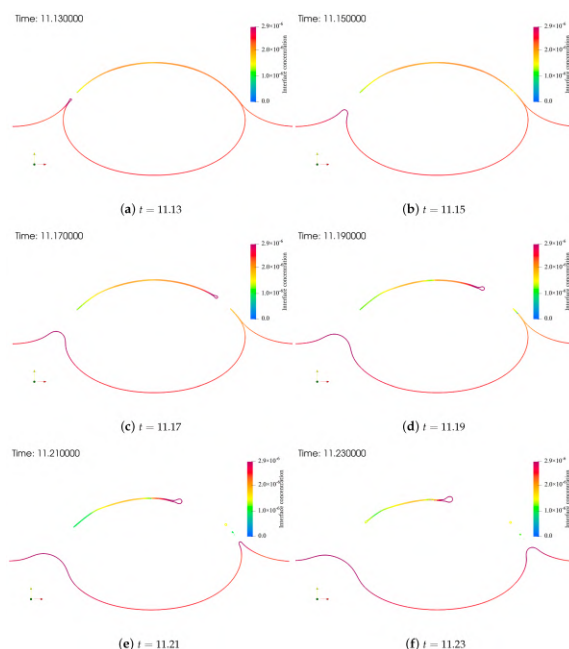 Time: 11.130000
2.9×10⁻⁶
2.0×10⁻⁶
1.0×10⁻⁶
0.0
Interface concentration
(a) t = 11.13
Time: 11.150000
2.9×10⁻⁶
2.0×10⁻⁶
1.0×10⁻⁶
0.0
Interface concentration
(b) t = 11.15
Time: 11.170000
2.9×10⁻⁶
2.0×10⁻⁶
1.0×10⁻⁶
0.0
Interface concentration
(c) t = 11.17
Time: 11.190000
2.9×10⁻⁶
2.0×10⁻⁶
1.0×10⁻⁶
0.0
Interface concentration
(d) t = 11.19
Time: 11.210000
2.9×10⁻⁶
2.0×10⁻⁶
1.0×10⁻⁶
0.0
Interface concentration
(e) t = 11.21
Time: 11.230000
2.9×10⁻⁶
2.0×10⁻⁶
1.0×10⁻⁶
0.0
Interface concentration
(f) t = 11.23